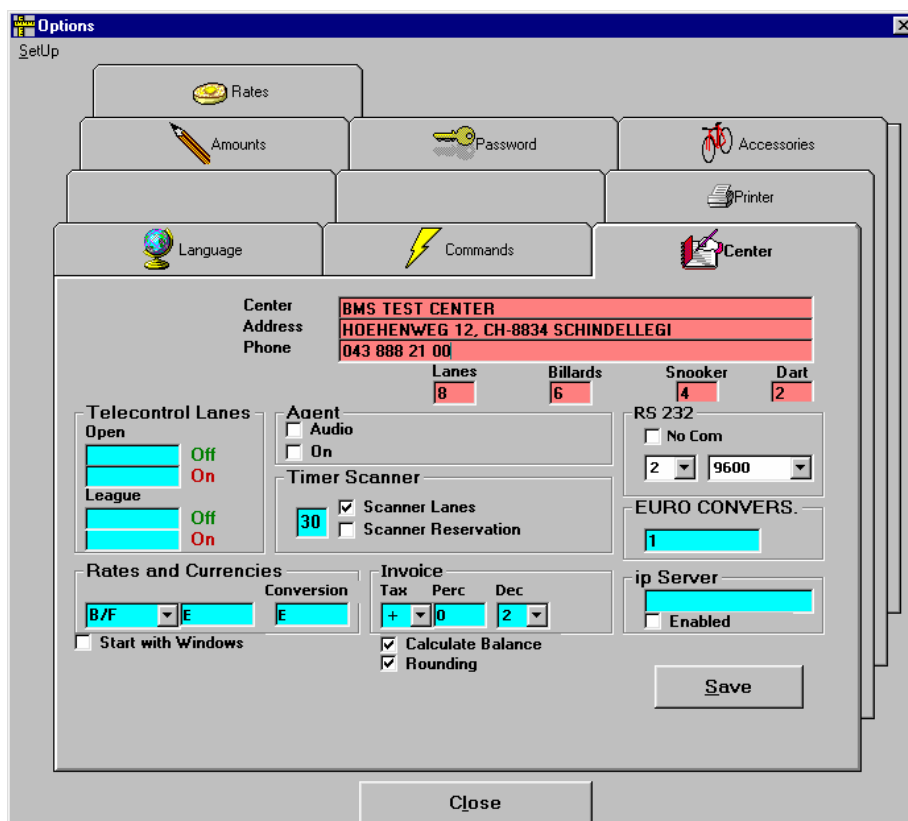 Options
SetUp
Rates
Amounts
Password
Accessories
Printer
Language
Commands
Center
Center BMS TEST CENTER
Address HOEHENWEG 12, CH-8834 SCHINDELLEGI
Phone 043 888 21 00
Lanes Billards Snooker Dart
8 6 4 2
Telecontrol Lanes
Open
Off
On
League
Off
On
Agent
Audio
On
Timer Scanner
30
Scanner Lanes
Scanner Reservation
RS 232
No Com
2 9600
EURO CONVERS.
1
Rates and Currencies
Conversion
B/F E E
Start with Windows
Invoice
Tax Perc Dec
+ 0 2
Calculate Balance
Rounding
ip Server
Enabled
Save
Close